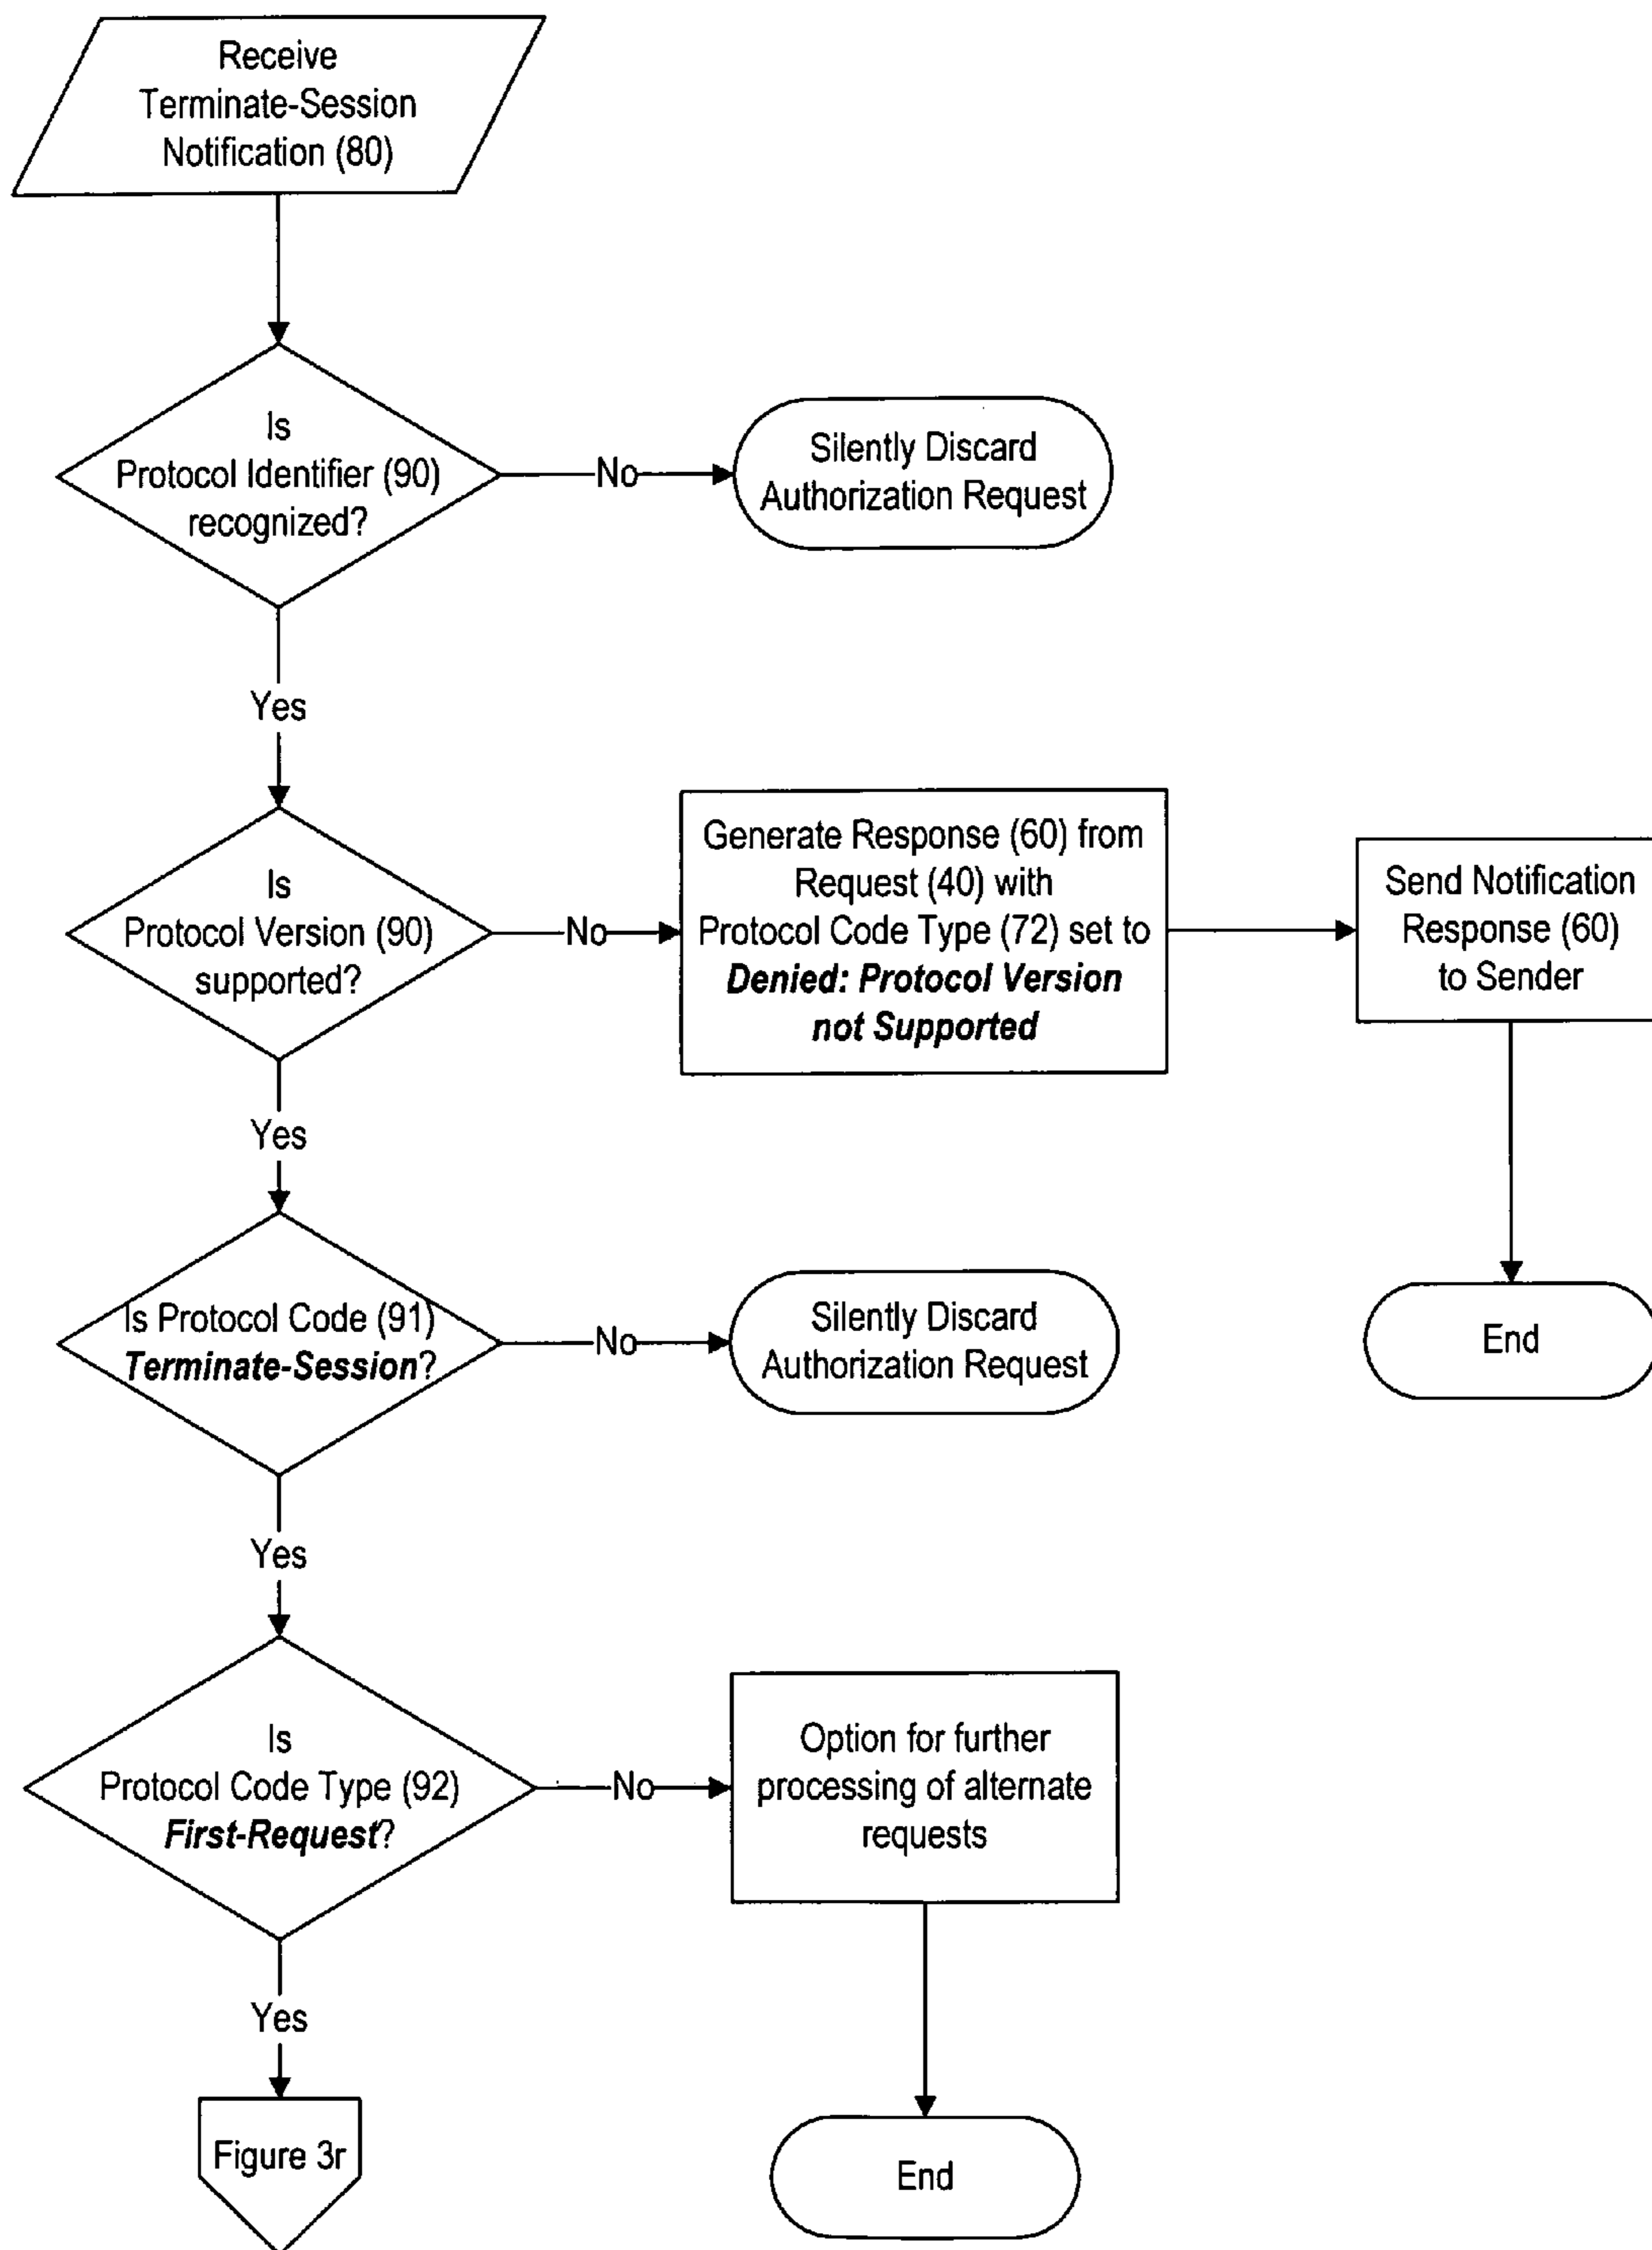 Receive
Terminate-Session
Notification (80)
Is
Protocol Identifier (90)
recognized?
No
Silently Discard
Authorization Request
Yes
Is
Protocol Version (90)
supported?
No
Generate Response (60) from
Request (40) with
Protocol Code Type (72) set to
Denied: Protocol Version
not Supported
Send Notification
Response (60)
to Sender
Yes
Is Protocol Code (91)
Terminate-Session?
No
Silently Discard
Authorization Request
End
Yes
Is
Protocol Code Type (92)
First-Request?
No
Option for further
processing of alternate
requests
Yes
Figure 3r
End